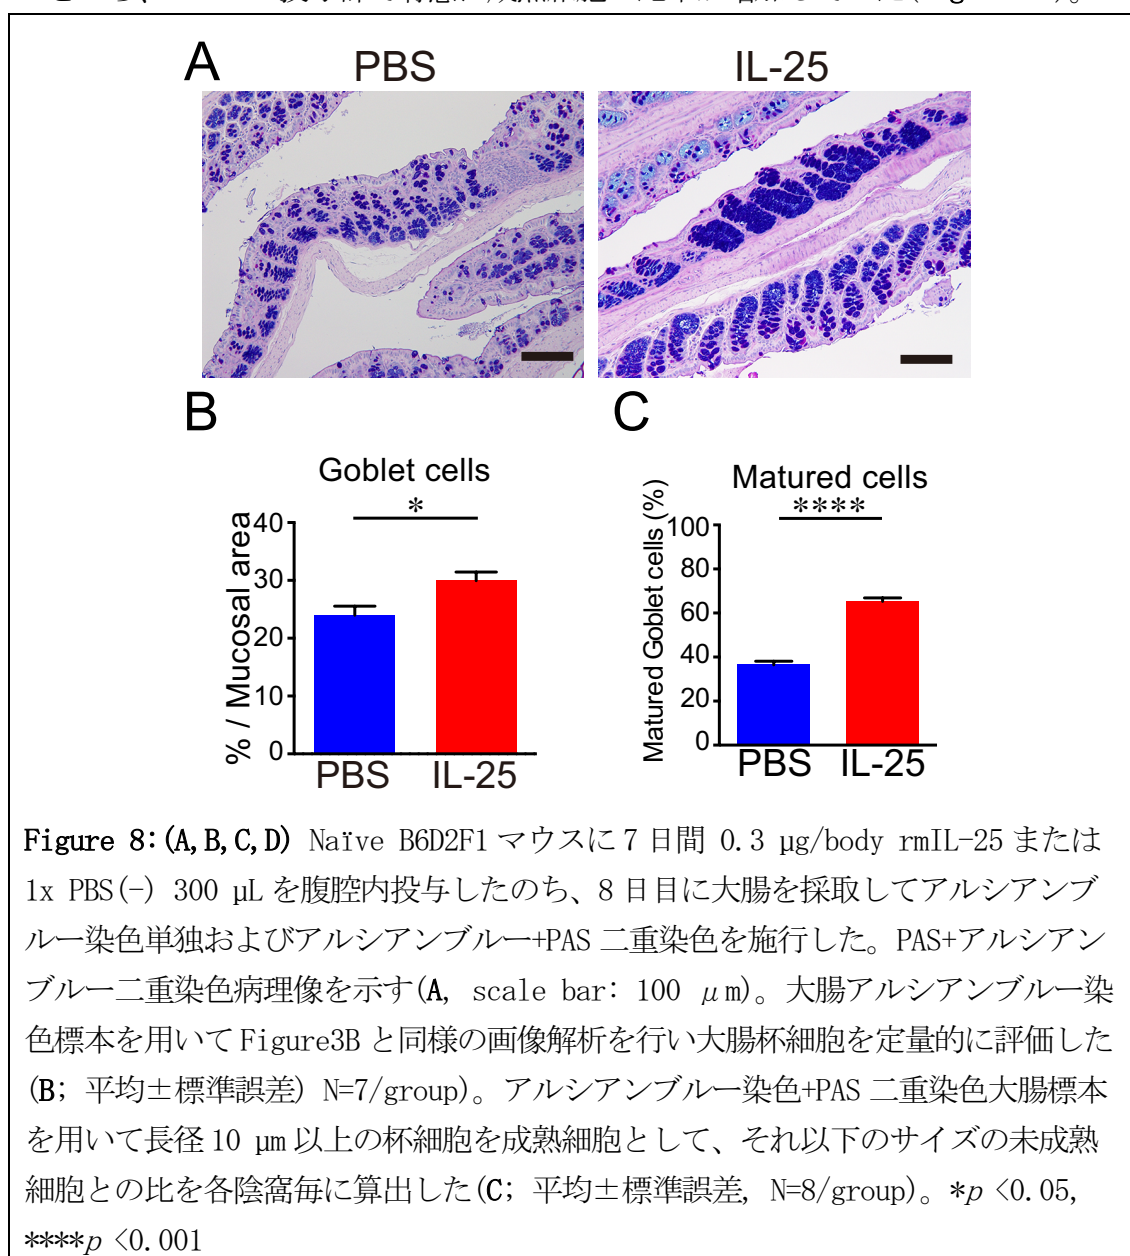 A PBS IL-25
B C
Goblet cells
*
% / Mucosal area
40
30
20
10
0
PBS IL-25
Matured cells
****
Matured Goblet cells (%)
100
80
60
40
20
0
PBS IL-25
Figure 8:(A,B,C,D) Naïve B6D2F1 マウスに 7 日間 0.3 μg/body rmIL-25 または
1x PBS(-) 300 μL を腹腔内投与したのち、8 日目に大腸を採取してアルシアンブ
ルー染色単独およびアルシアンブルー+PAS 二重染色を施行した。PAS+アルシアン
ブルー二重染色病理像を示す(A, scale bar: 100 μm)。大腸アルシアンブルー染
色標本を用いて Figure3B と同様の画像解析を行い大腸杯細胞を定量的に評価した
(B; 平均±標準誤差) N=7/group)。アルシアンブルー染色+PAS 二重染色大腸標本
を用いて長径 10 μm 以上の杯細胞を成熟細胞として、それ以下のサイズの未成熟
細胞との比を各陰窩毎に算出した(C; 平均±標準誤差, N=8/group)。*p <0.05,
****p <0.001